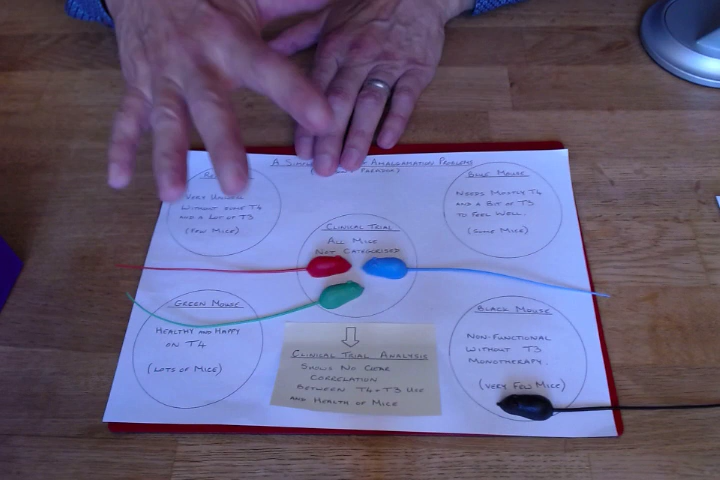 A Simple Amalgamation Problems
Paradox)
Very Unwell
Without some T4
and a Lot of T3
(Few Mice)
Blue Mouse
Needs Mostly T4
and a Bit of T3
to Feel Well.
(Some Mice)
Clinical Trial
All Mice
Not Categorised
Green Mouse
Healthy and Happy
on T4
(Lots of Mice)
Clinical Trial Analysis
Shows No Clear
Correlation
Between T4+T3 Use
and Health of Mice
Black Mouse
Non-Functional
Without T3
Monotherapy.
(Very Few Mice)